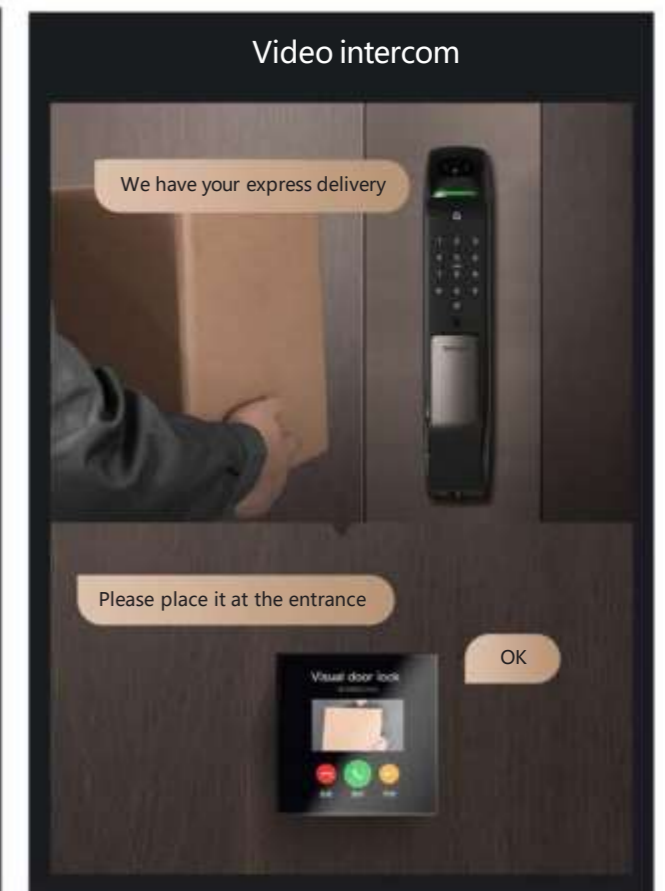 Video intercom
We have your express delivery
Please place it at the entrance
OK
Visual door lock